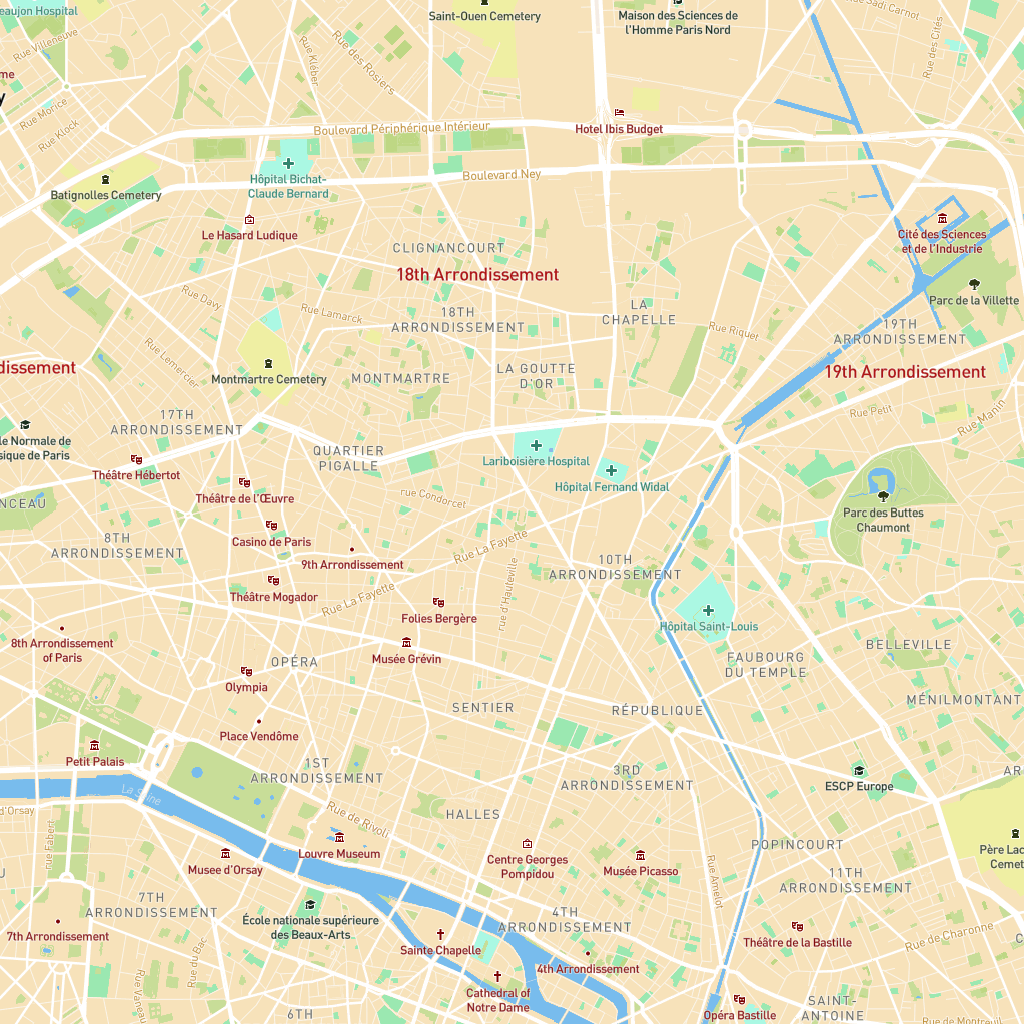 Beaujon Hospital
Saint-Ouen Cemetery
Maison des Sciences de
l'Homme Paris Nord
Rue Sadi Carnot
Rue des Cités
Rue Villeneuve
Rue Kléber
Rue des Rosiers
Rue Morice
Rue Klock
Hotel Ibis Budget
Boulevard Périphérique Intérieur
Boulevard Ney
Hôpital Bichat-
Claude Bernard
Batignolles Cemetery
Le Hasard Ludique
Cité des Sciences
et de l'Industrie
CLIGNANCOURT
18th Arrondissement
Parc de la Villette
Rue Davy
Rue Lamarck
18TH
ARRONDISSEMENT
LA
CHAPELLE
Rue Riquet
19TH
ARRONDISSEMENT
Rue Lemercier
Montmartre Cemetery
MONTMARTRE
LA GOUTTE
D'OR
19th Arrondissement
Rue Petit
Rue Manin
17TH
ARRONDISSEMENT
QUARTIER
PIGALLE
Lariboisière Hospital
Hôpital Fernand Widal
Théâtre Hébertot
Théâtre de l'Œuvre
rue Condorcet
Parc des Buttes
Chaumont
8TH
ARRONDISSEMENT
Casino de Paris
9th Arrondissement
Rue La Fayette
rue d'Hauteville
10TH
ARRONDISSEMENT
Théâtre Mogador
Rue La Fayette
Folies Bergère
Hôpital Saint-Louis
8th Arrondissement
of Paris
Musée Grévin
OPÉRA
BELLEVILLE
FAUBOURG
DU TEMPLE
Olympia
SENTIER
RÉPUBLIQUE
MÉNILMONTANT
Place Vendôme
Petit Palais
1ST
ARRONDISSEMENT
3RD
ARRONDISSEMENT
ESCP Europe
La Seine
HALLES
Rue de Rivoli
rue Fabert
Louvre Museum
Musee d'Orsay
Centre Georges
Pompidou
Musée Picasso
POPINCOURT
Rue Amelot
11TH
ARRONDISSEMENT
7TH
ARRONDISSEMENT
École nationale supérieure
des Beaux-Arts
4TH
ARRONDISSEMENT
7th Arrondissement
Rue du Bac
Sainte Chapelle
4th Arrondissement
Théâtre de la Bastille
Rue de Charonne
Cathedral of
Notre Dame
6TH
Opéra Bastille
SAINT-
ANTOINE
Rue de Montreuil